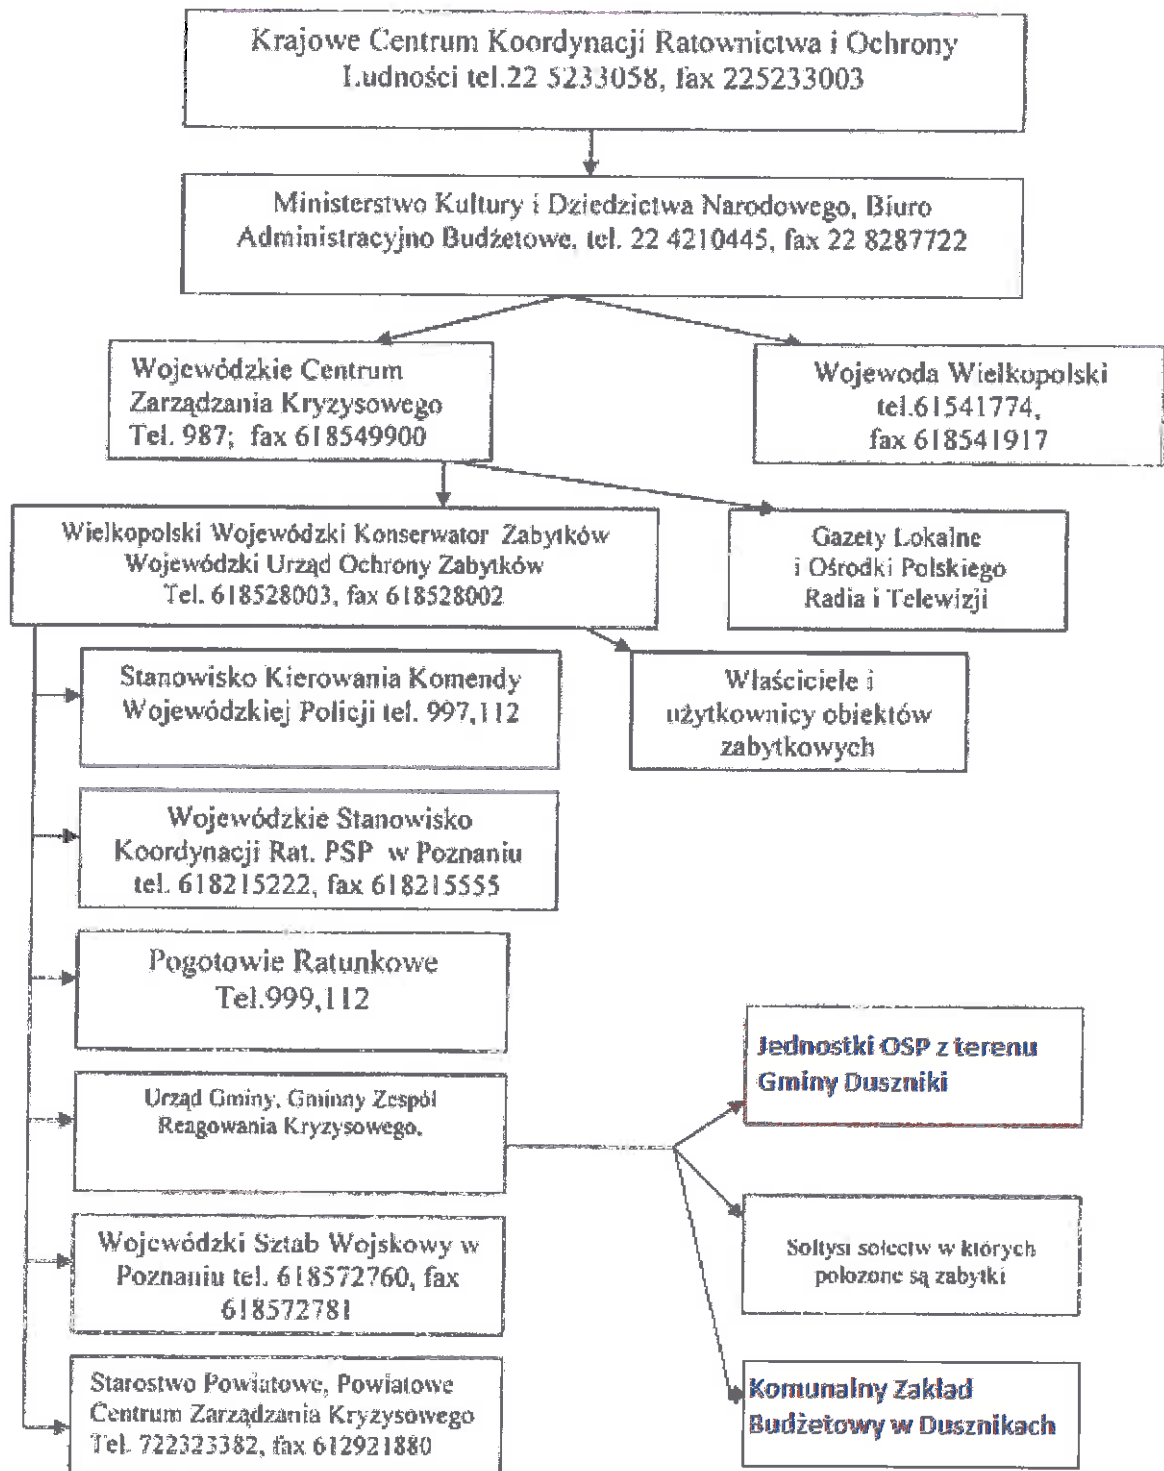 Krajowe Centrum Koordynacji Ratownictwa i Ochrony
Ludności tel.22 5233058, fax 225233003
Ministerstwo Kultury i Dziedzictwa Narodowego, Biuro
Administracyjno Budżetowe, tel. 22 4210445, fax 22 8287722
Wojewódzkie Centrum
Zarządzania Kryzysowego
Tel. 987; fax 618549900
Wojewoda Wielkopolski
tel.61541774,
fax 618541917
Wielkopolski Wojewódzki Konserwator Zabytków
Wojewódzki Urząd Ochrony Zabytków
Tel. 618528003, fax 618528002
Gazety Lokalne
i Ośrodki Polskiego
Radia i Telewizji
Stanowisko Kierowania Komendy
Wojewódzkiej Policji tel. 997,112
Właściciele i
użytkownicy obiektów
zabytkowych
Wojewódzkie Stanowisko
Koordynacji Rat. PSP w Poznaniu
tel. 618215222, fax 618215555
Pogotowie Ratunkowe
Tel.999,112
Jednostki OSP z terenu
Gminy Duszniki
Urząd Gminy, Gminny Zespól
Reagowania Kryzysowego.
Wojewódzki Sztab Wojskowy w
Poznaniu tel. 618572760, fax
618572781
Sołtysi sołectw w których
położone są zabytki
Starostwo Powiatowe, Powiatowe
Centrum Zarządzania Kryzysowego
Tel. 722323382, fax 612921880
Komunalny Zakład
Budżetowy w Dusznikach